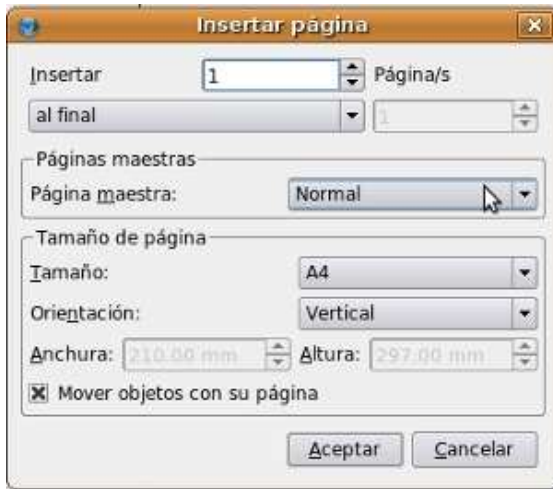 Insertar página
Insertar 1 Página/s
al final 1
Páginas maestras
Página maestra: Normal
Tamaño de página
Tamaño: A4
Orientación: Vertical
Anchura: 210.00 mm Altura: 297.00 mm
Mover objetos con su página
Aceptar Cancelar